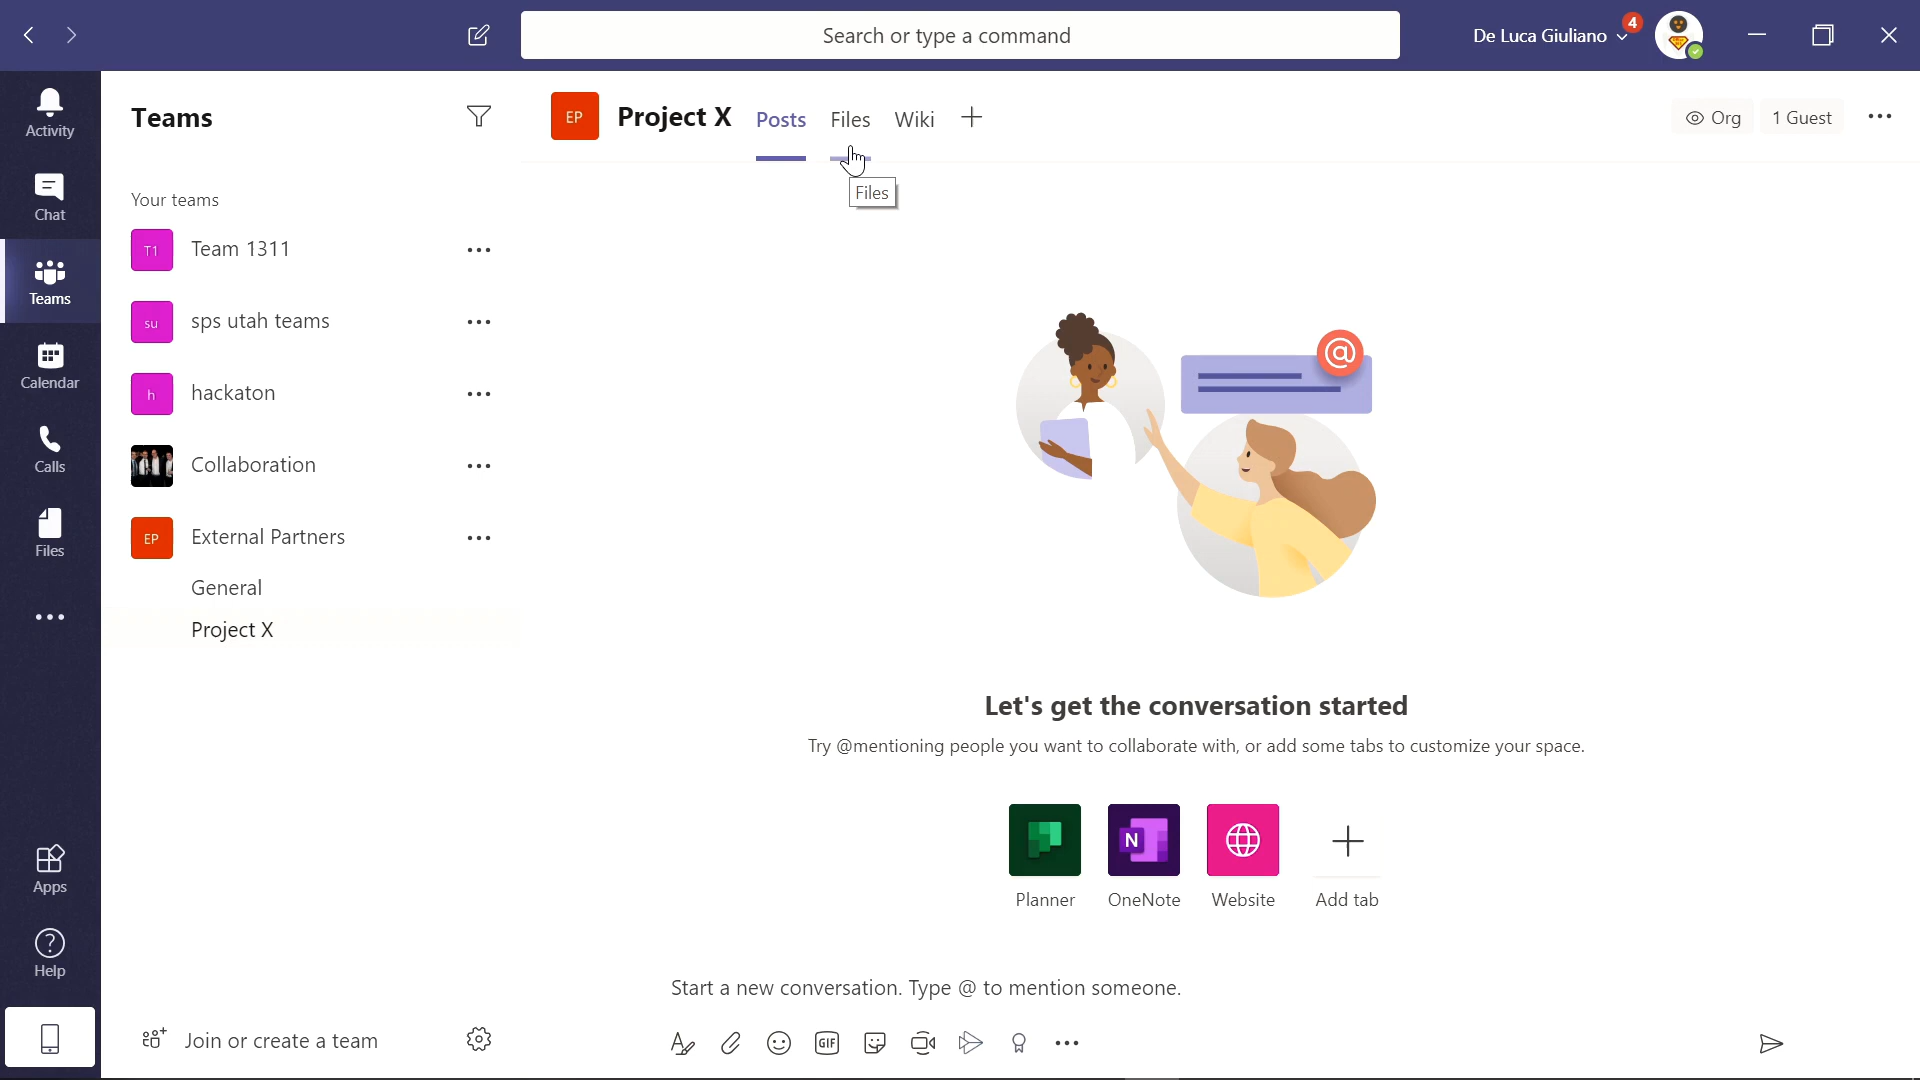 Search or type a command
De Luca Giuliano
4
Activity
Chat
Teams
Calendar
Calls
Files
Apps
Help
Teams
Your teams
T1 Team 1311
su sps utah teams
h hackaton
Collaboration
EP External Partners
General
Project X
Join or create a team
EP Project X Posts Files Wiki
Org 1 Guest
Files
@
Let's get the conversation started
Try @mentioning people you want to collaborate with, or add some tabs to customize your space.
N
Planner OneNote Website Add tab
Start a new conversation. Type @ to mention someone.
GIF